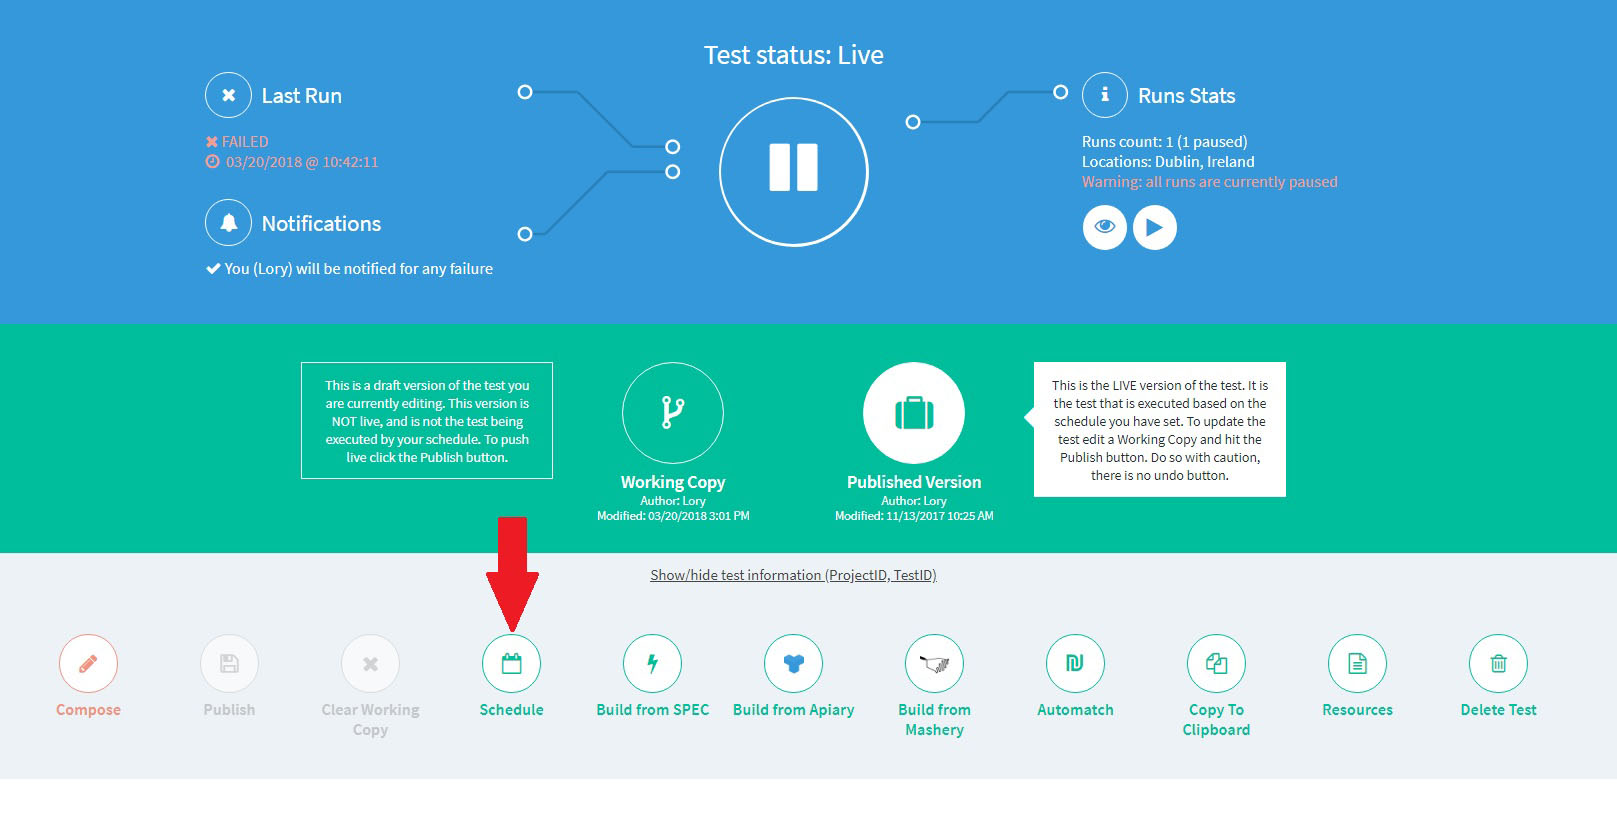 Test status: Live
Last Run
FAILED
03/20/2018 @ 10:42:11
Notifications
You (Lory) will be notified for any failure
Runs Stats
Runs count: 1 (1 paused)
Locations: Dublin, Ireland
Warning: all runs are currently paused
This is a draft version of the test you
are currently editing. This version is
NOT live, and is not the test being
executed by your schedule. To push
live click the Publish button.
Working Copy
Author: Lory
Modified: 03/20/2018 3:01 PM
Published Version
Author: Lory
Modified: 11/13/2017 10:25 AM
This is the LIVE version of the test. It is
the test that is executed based on the
schedule you have set. To update the
test edit a Working Copy and hit the
Publish button. Do so with caution,
there is no undo button.
Show/hide test information (ProjectID, TestID)
Compose
Publish
Clear Working
Copy
Schedule
Build from SPEC
Build from Apiary
Build from
Mashery
Automatch
Copy To
Clipboard
Resources
Delete Test